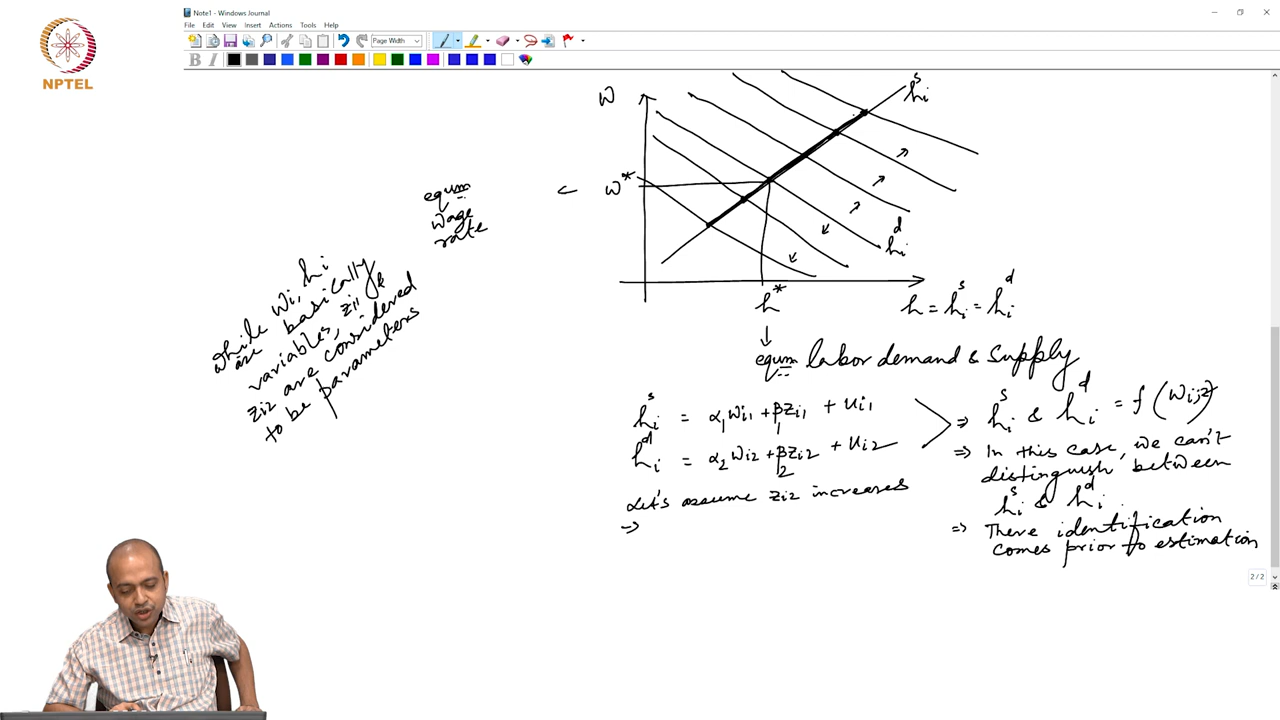 NPTEL
Note1 - Windows Journal
File Edit View Insert Actions Tools Help
Page Width
B I
W
h_i^s
equm
wage
rate
<
w*
h_i^d
h*
h = h_i^s = h_i^d
equm labor demand & Supply
while w_i, h_i
are basically
variables, z_i1 &
z_i2 are considered
to be parameters
h_i^s = α_1 w_i1 + β_1 z_i1 + u_i1
h_i^d = α_2 w_i2 + β_2 z_i2 + u_i2
Let's assume z_i2 increases
⇒
⇒ h_i^s & h_i^d = f(w_i, z)
⇒ In this case, we can't
distinguish between
h_i^s & h_i^d.
⇒ There identification
comes prior to estimation
2 / 2